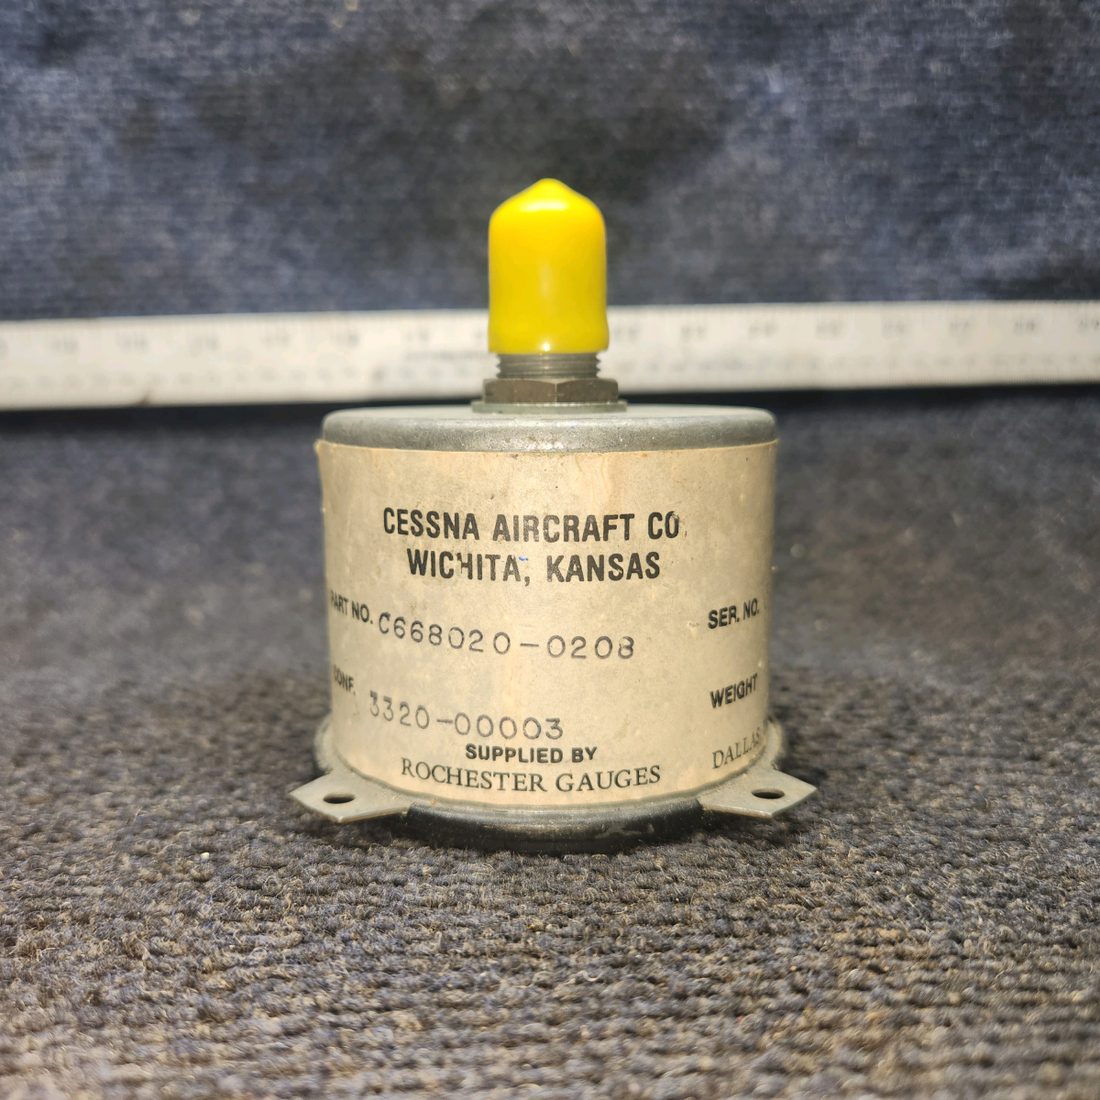 CESSNA AIRCRAFT CO
WICHITA, KANSAS
PART NO. C668020-0208
SER. NO.
CONF. 3320-00003
WEIGHT
SUPPLIED BY
ROCHESTER GAUGES
DALLAS